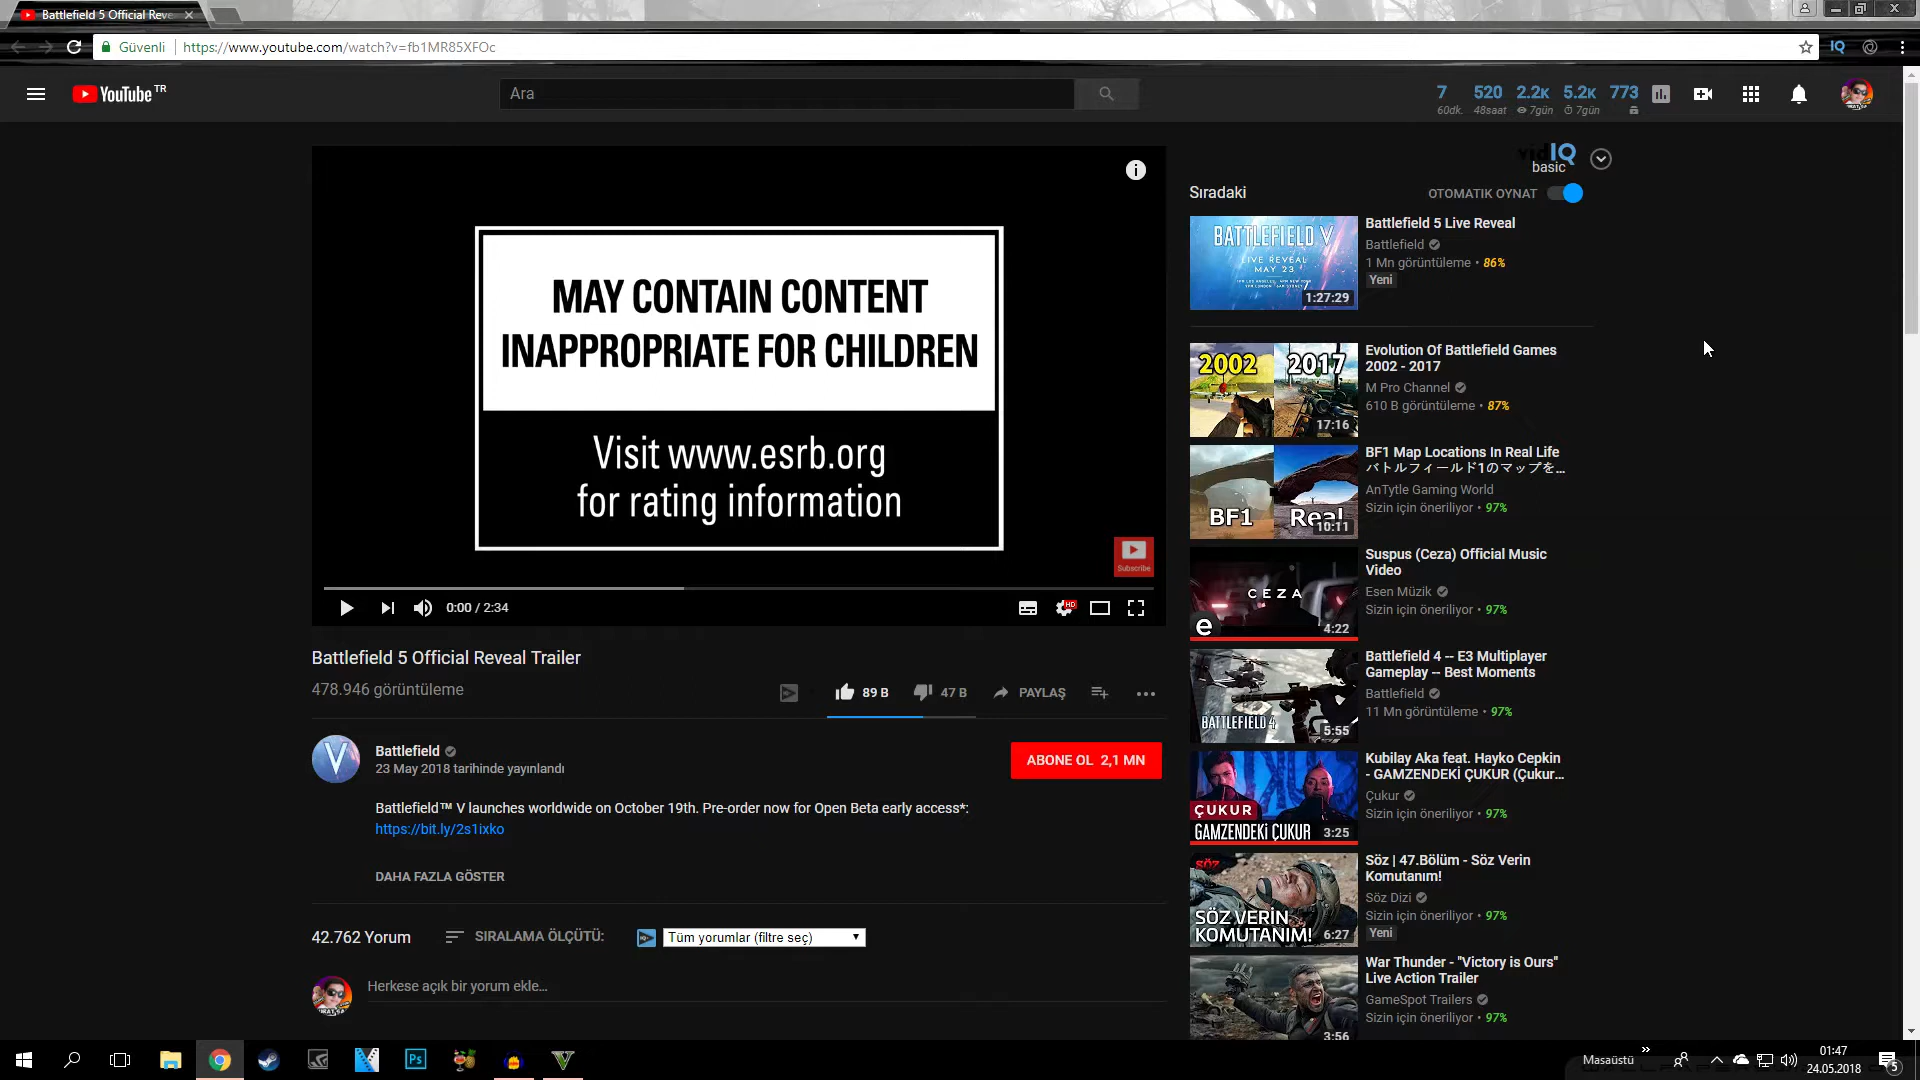 Battlefield 5 Official Reve
Güvenli
https://www.youtube.com/watch?v=fb1MR85XFOc
IQ
YouTube TR
Ara
7 520 2.2K 5.2K 773
60dk. 48saat 7gün 7gün
vidIQ
basic
MAY CONTAIN CONTENT
INAPPROPRIATE FOR CHILDREN
Visit www.esrb.org
for rating information
Subscribe
0:00 / 2:34
HD
Battlefield 5 Official Reveal Trailer
478.946 görüntüleme
89 B
47 B
PAYLAŞ
V
Battlefield
23 May 2018 tarihinde yayınlandı
ABONE OL 2,1 MN
Battlefield™ V launches worldwide on October 19th. Pre-order now for Open Beta early access*:
https://bit.ly/2s1ixko
DAHA FAZLA GÖSTER
42.762 Yorum
SIRALAMA ÖLÇÜTÜ:
Tüm yorumlar (filtre seç)
Herkese açık bir yorum ekle...
Sıradaki
OTOMATIK OYNAT
BATTLEFIELD V
LIVE REVEAL
MAY 23
1:27:29
Battlefield 5 Live Reveal
Battlefield
1 Mn görüntüleme • 86%
Yeni
2002 2017
17:16
Evolution Of Battlefield Games
2002 - 2017
M Pro Channel
610 B görüntüleme • 87%
BF1 Real
10:11
BF1 Map Locations In Real Life
バトルフィールド1のマップを...
AnTytle Gaming World
Sizin için öneriliyor • 97%
CEZA
e
4:22
Suspus (Ceza) Official Music
Video
Esen Müzik
Sizin için öneriliyor • 97%
BATTLEFIELD 4
5:55
Battlefield 4 -- E3 Multiplayer
Gameplay -- Best Moments
Battlefield
11 Mn görüntüleme • 97%
ÇUKUR
GAMZENDEKİ ÇUKUR
3:25
Kubilay Aka feat. Hayko Cepkin
- GAMZENDEKİ ÇUKUR (Çukur...
Çukur
Sizin için öneriliyor • 97%
SÖZ
SÖZ VERİN
KOMUTANIM!
6:27
Söz | 47.Bölüm - Söz Verin
Komutanım!
Söz Dizi
Sizin için öneriliyor • 97%
Yeni
3:56
War Thunder - "Victory is Ours"
Live Action Trailer
GameSpot Trailers
Sizin için öneriliyor • 97%
Ps
Masaüstü
01:47
24.05.2018
5